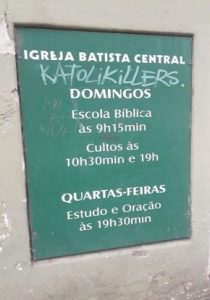 IGREJA BATISTA CENTRAL
KATOLIKILLERS.
DOMINGOS
Escola Bíblica
às 9h15min
Cultos às
10h30min e 19h
QUARTAS-FEIRAS
Estudo e Oração
às 19h30min